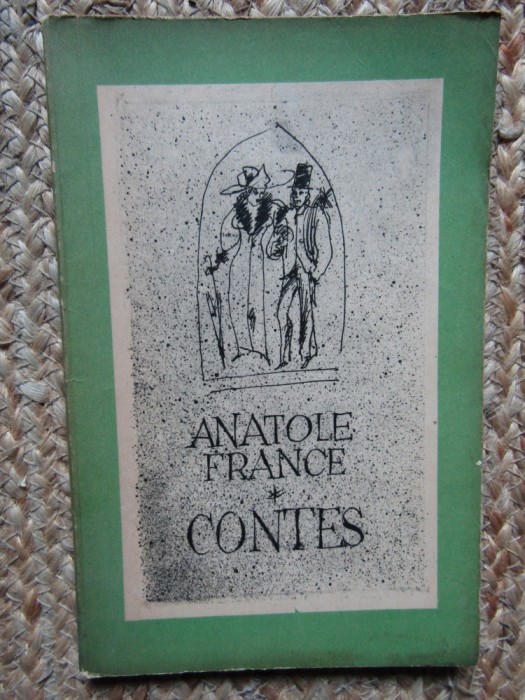 ANATOLE
FRANCE
*
CONTES